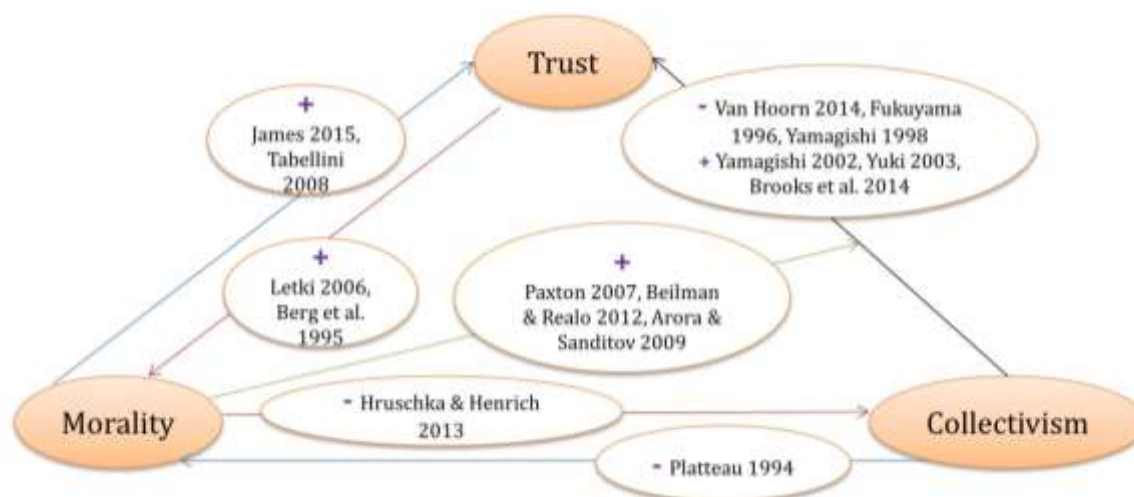 Trust
+
James 2015,
Tabellini
2008
- Van Hoorn 2014, Fukuyama
1996, Yamagishi 1998
+ Yamagishi 2002, Yuki 2003,
Brooks et al. 2014
+
Letki 2006,
Berg et al.
1995
+
Paxton 2007, Beilman
& Realo 2012, Arora &
Sanditov 2009
Morality
- Hruschka & Henrich
2013
Collectivism
- Platteau 1994